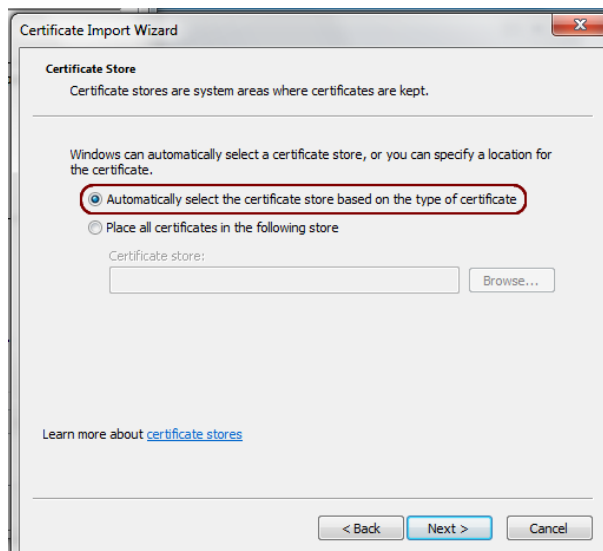 Certificate Import Wizard
Certificate Store
Certificate stores are system areas where certificates are kept.
Windows can automatically select a certificate store, or you can specify a location for
the certificate.
Automatically select the certificate store based on the type of certificate
Place all certificates in the following store
Certificate store:
Browse...
Learn more about certificate stores
< Back Next > Cancel